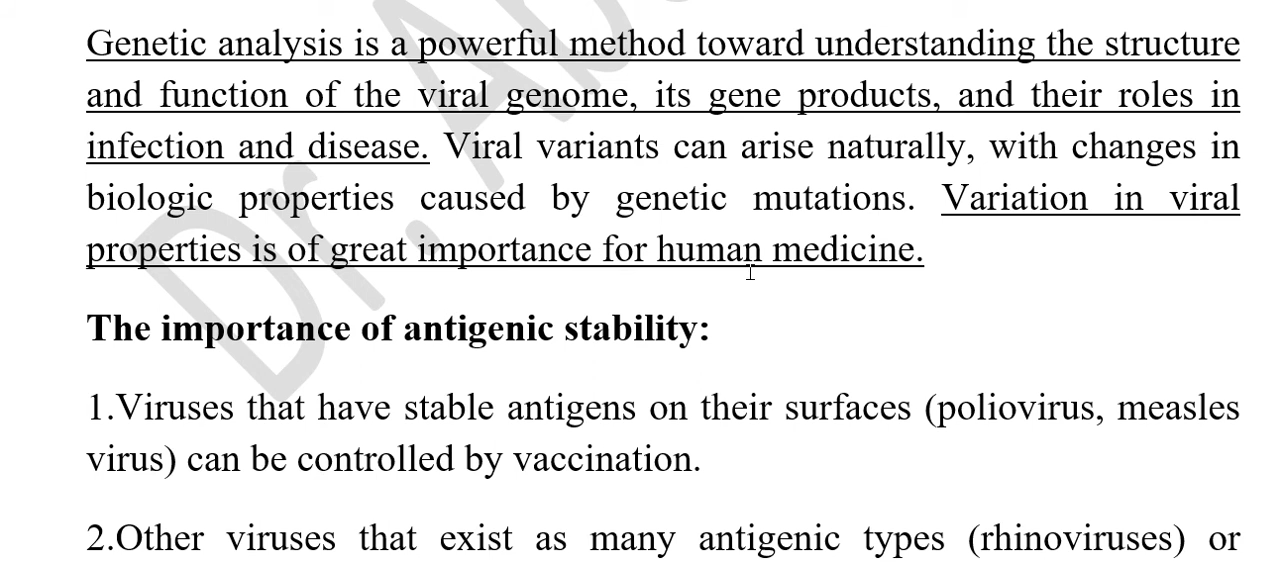 Genetic analysis is a powerful method toward understanding the structure
and function of the viral genome, its gene products, and their roles in
infection and disease. Viral variants can arise naturally, with changes in
biologic properties caused by genetic mutations. Variation in viral
properties is of great importance for human medicine.
The importance of antigenic stability:
1.Viruses that have stable antigens on their surfaces (poliovirus, measles
virus) can be controlled by vaccination.
2.Other viruses that exist as many antigenic types (rhinoviruses) or
Dr. Ab